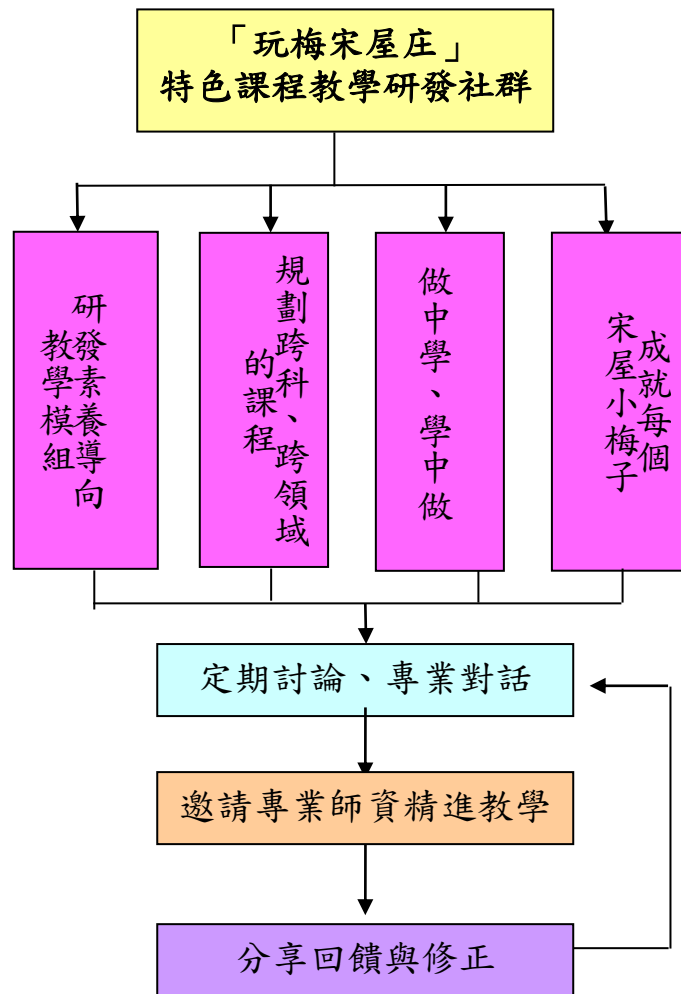 「玩梅宋屋庄」
特色課程教學研發社群
研發素養導向
教學模組
規劃跨科、跨領域
的課程
做中學、學中做
成就每個
宋屋小梅子
定期討論、專業對話
邀請專業師資精進教學
分享回饋與修正